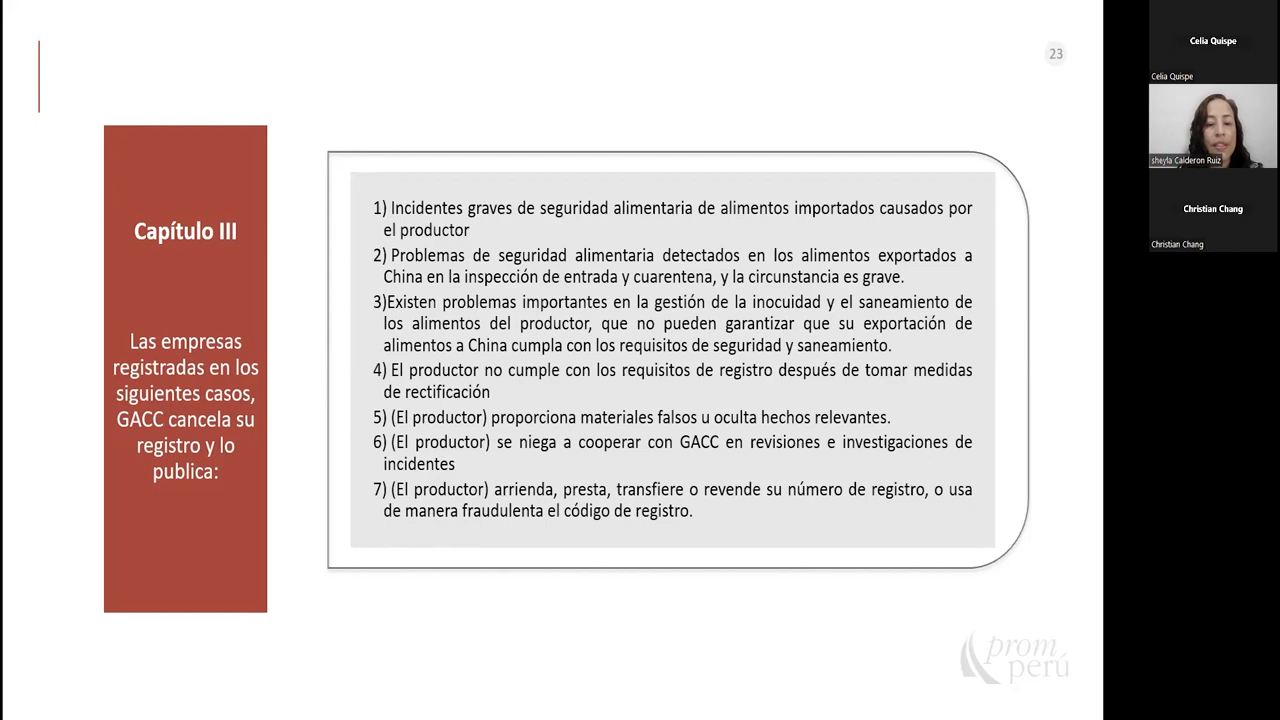 23
Capítulo III
Las empresas
registradas en los
siguientes casos,
GACC cancela su
registro y lo
publica:
1) Incidentes graves de seguridad alimentaria de alimentos importados causados por
el productor
2) Problemas de seguridad alimentaria detectados en los alimentos exportados a
China en la inspección de entrada y cuarentena, y la circunstancia es grave.
3)Existen problemas importantes en la gestión de la inocuidad y el saneamiento de
los alimentos del productor, que no pueden garantizar que su exportación de
alimentos a China cumpla con los requisitos de seguridad y saneamiento.
4) El productor no cumple con los requisitos de registro después de tomar medidas
de rectificación
5) (El productor) proporciona materiales falsos u oculta hechos relevantes.
6) (El productor) se niega a cooperar con GACC en revisiones e investigaciones de
incidentes
7) (El productor) arrienda, presta, transfiere o revende su número de registro, o usa
de manera fraudulenta el código de registro.
prom
perú
Celia Quispe
Celia Quispe
sheyla Calderon Ruiz
Christian Chang
Christian Chang